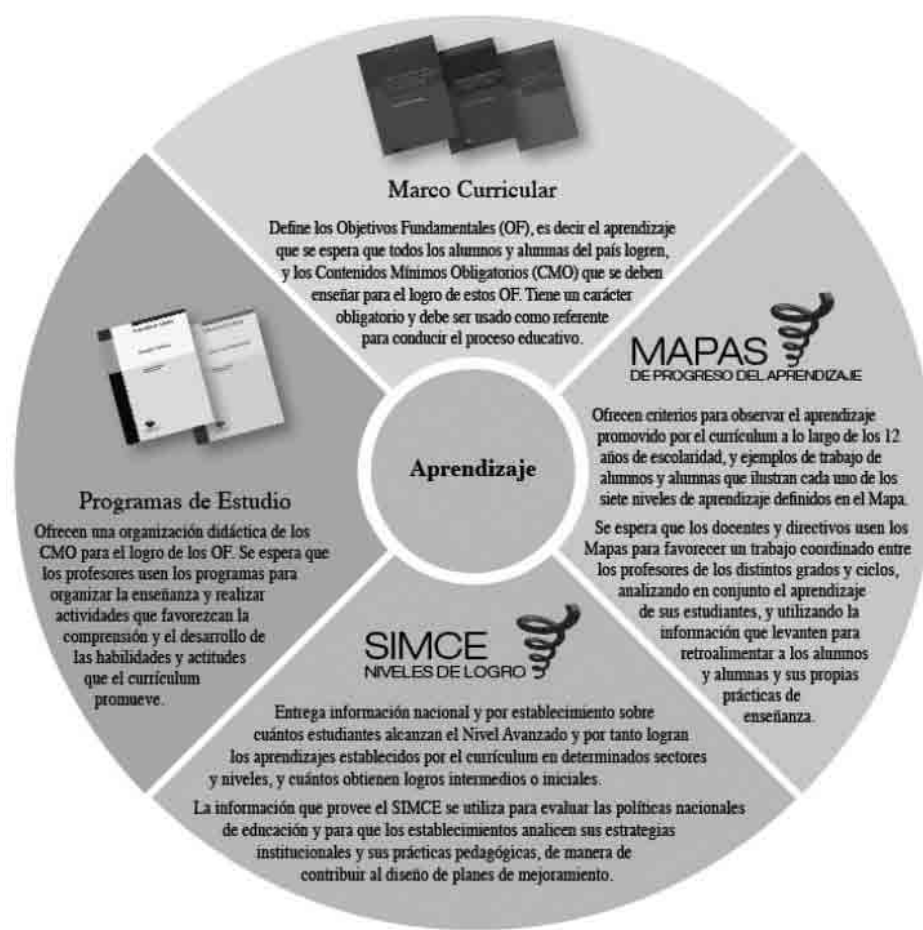 Marco Curricular
Define los Objetivos Fundamentales (OF), es decir el aprendizaje
que se espera que todos los alumnos y alumnas del país logren,
y los Contenidos Mínimos Obligatorios (CMO) que se deben
enseñar para el logro de estos OF. Tiene un carácter
obligatorio y debe ser usado como referente
para conducir el proceso educativo.
MAPAS
DE PROGRESO DEL APRENDIZAJE
Ofrecen criterios para observar el aprendizaje
promovido por el currículum a lo largo de los 12
años de escolaridad, y ejemplos de trabajo de
alumnos y alumnas que ilustran cada uno de los
siete niveles de aprendizaje definidos en el Mapa.
Se espera que los docentes y directivos usen los
Mapas para favorecer un trabajo coordinado entre
los profesores de los distintos grados y ciclos,
analizando en conjunto el aprendizaje
de sus estudiantes, y utilizando la
información que levanten para
retroalimentar a los alumnos
y alumnas y sus propias
prácticas de
enseñanza.
Aprendizaje
Programas de Estudio
Ofrecen una organización didáctica de los
CMO para el logro de los OF. Se espera que
los profesores usen los programas para
organizar la enseñanza y realizar
actividades que favorezcan la
comprensión y el desarrollo de
las habilidades y actitudes
que el currículum
promueve.
SIMCE
NIVELES DE LOGRO
Entrega información nacional y por establecimiento sobre
cuántos estudiantes alcanzan el Nivel Avanzado y por tanto logran
los aprendizajes establecidos por el currículum en determinados sectores
y niveles, y cuántos obtienen logros intermedios o iniciales.
La información que provee el SIMCE se utiliza para evaluar las políticas nacionales
de educación y para que los establecimientos analicen sus estrategias
institucionales y sus prácticas pedagógicas, de manera de
contribuir al diseño de planes de mejoramiento.